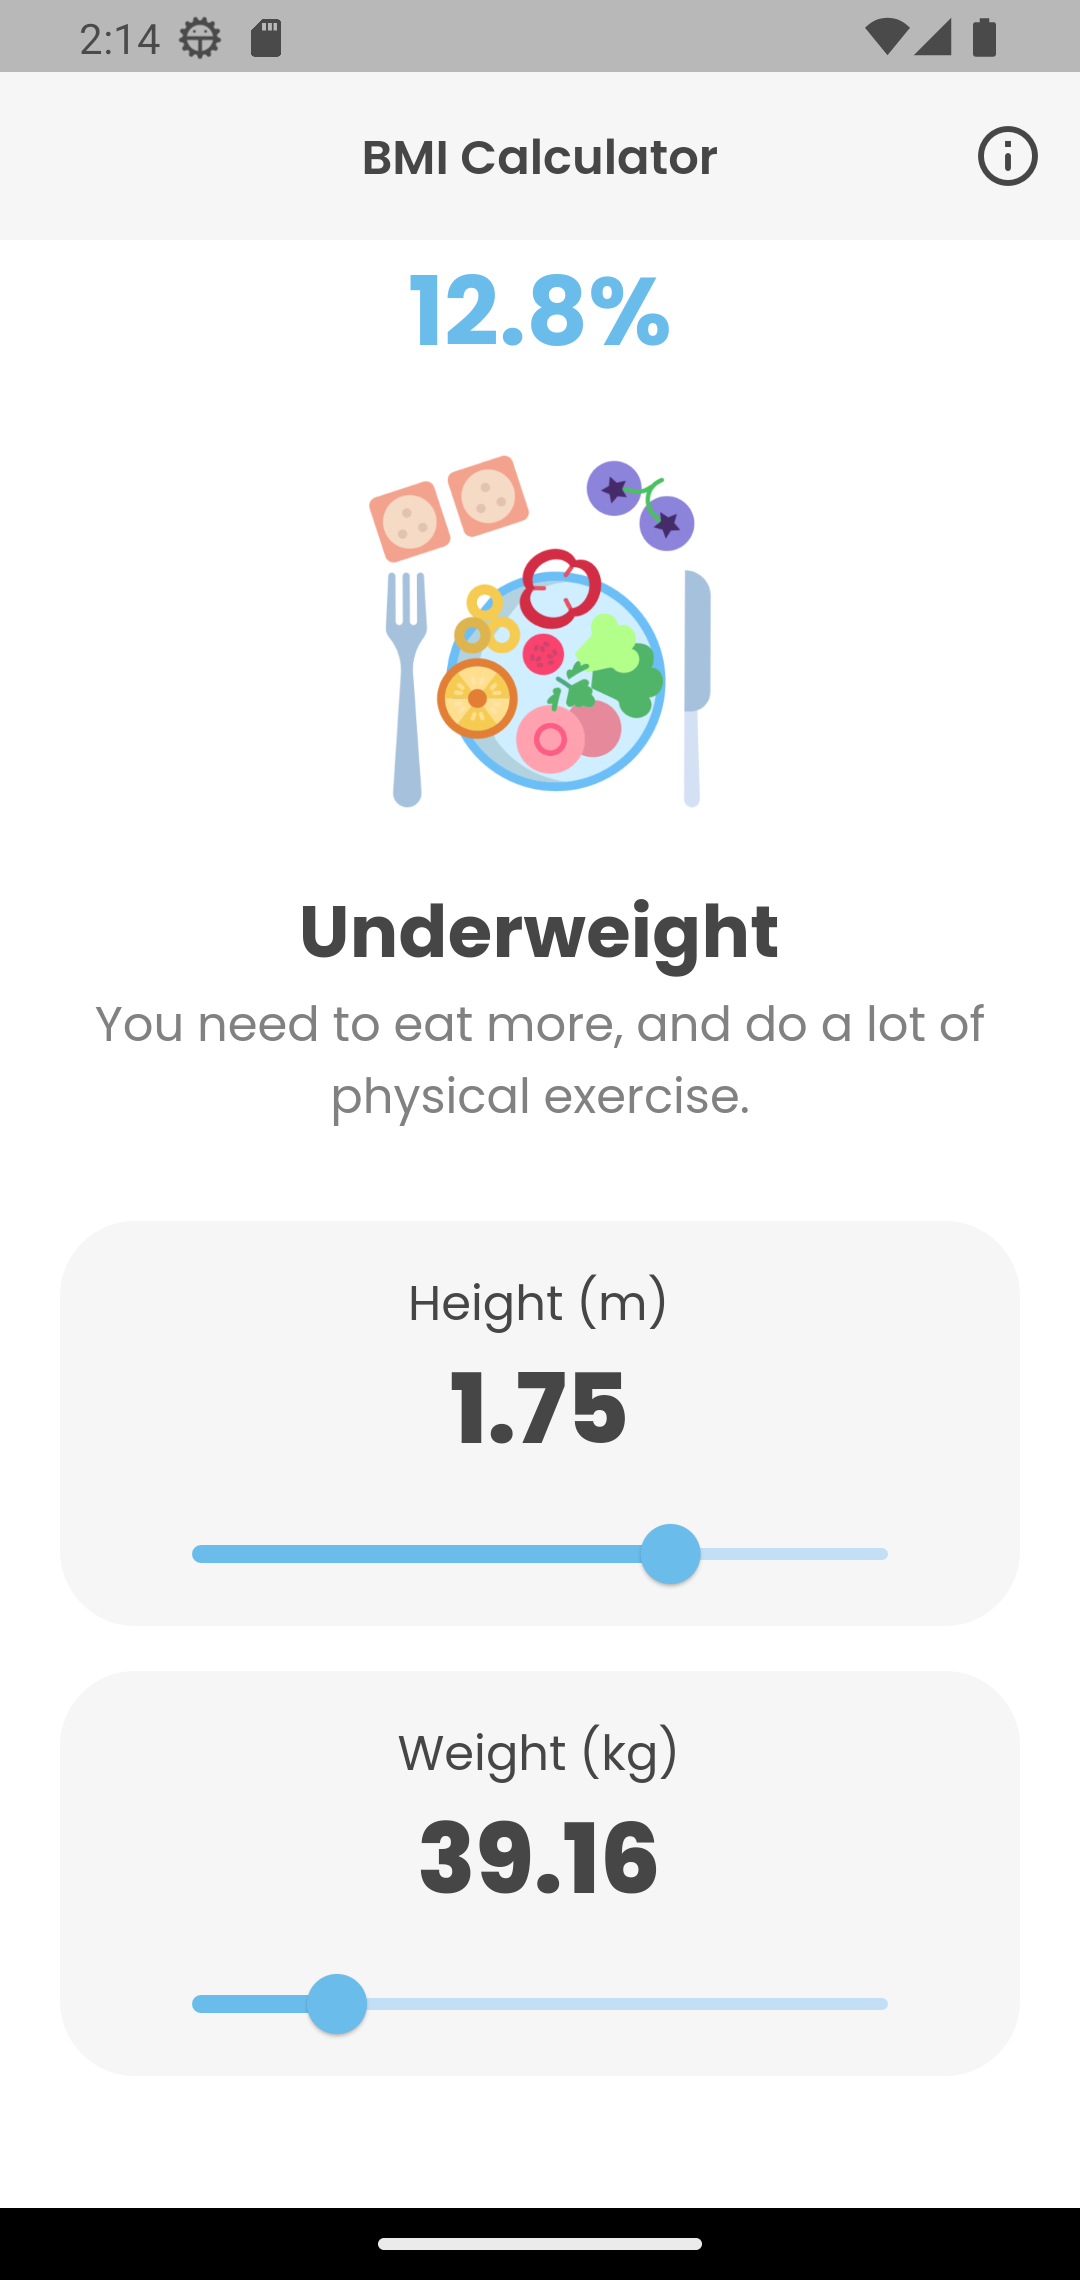 2:14
BMI Calculator
12.8%
Underweight
You need to eat more, and do a lot of
physical exercise.
Height (m)
1.75
Weight (kg)
39.16